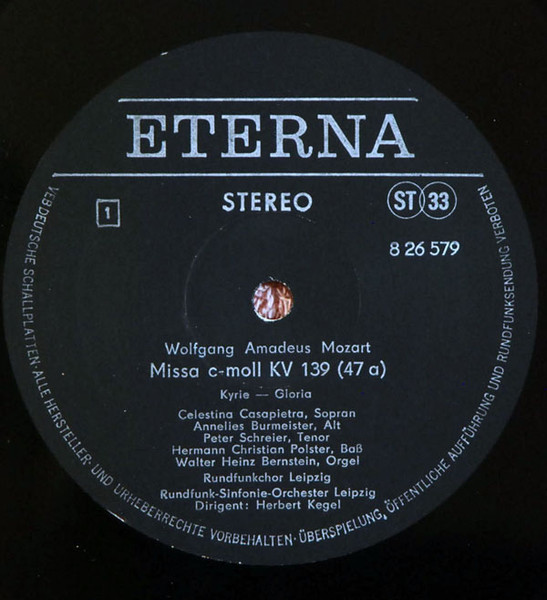 ETERNA
1
STEREO
ST 33
8 26 579
Wolfgang Amadeus Mozart
Missa c-moll KV 139 (47 a)
Kyrie — Gloria
Celestina Casapietra, Sopran
Annelies Burmeister, Alt
Peter Schreier, Tenor
Hermann Christian Polster, Baß
Walter Heinz Bernstein, Orgel
Rundfunkchor Leipzig
Rundfunk-Sinfonie-Orchester Leipzig
Dirigent: Herbert Kegel
VEB DEUTSCHE SCHALLPLATTEN · ALLE HERSTELLER- UND URHEBERRECHTE VORBEHALTEN · ÜBERSPIELUNG, ÖFFENTLICHE AUFFÜHRUNG UND RUNDFUNKSENDUNG VERBOTEN